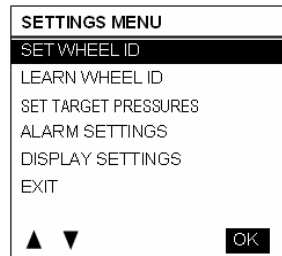 SETTINGS MENU
SET WHEEL ID
LEARN WHEEL ID
SET TARGET PRESSURES
ALARM SETTINGS
DISPLAY SETTINGS
EXIT
OK